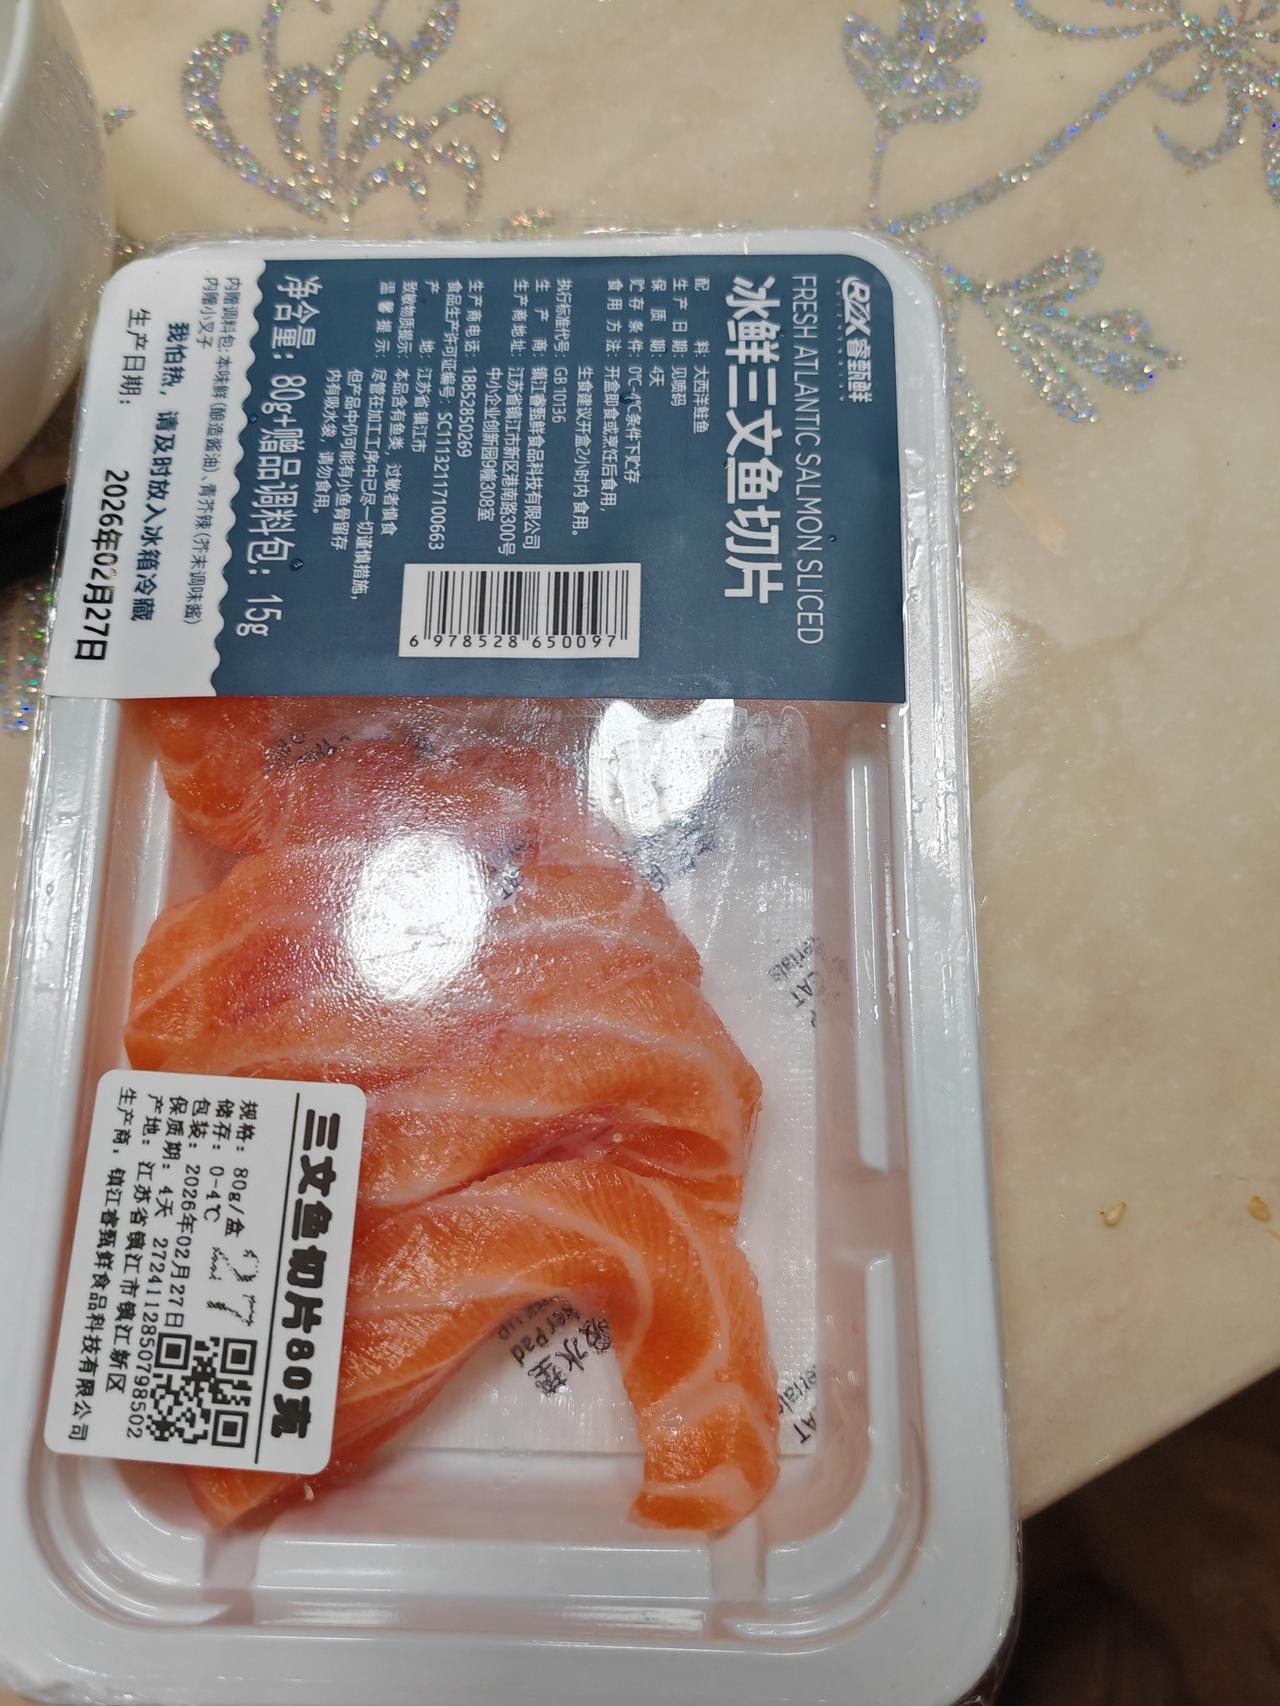 睿甄鲜
FRESH ATLANTIC SALMON SLICED
冰鲜三文鱼切片
配 料：大西洋鲑鱼
生产日期：见喷码
保 质 期：4天
贮存条件：0℃-4℃条件下贮存
食用方法：开盒即食或烹饪后食用，
生食建议开盒2小时内食用。
执行标准代号：GB 10136
生 产 商：镇江睿甄鲜食品科技有限公司
生产商地址：江苏省镇江市新区港南路300号
中小企业创新园9幢308室
生产商电话：18852850269
食品生产许可证编号：SC11132117100663
产 地：江苏省 镇江市
致敏物质提示：本品含有鱼类，过敏者慎食
温馨提示：尽管在加工工序中已尽一切谨慎措施，
但产品中仍可能有小鱼骨留存
内有吸水袋，请勿食用。
6 978528 650097
净含量：80g+赠品调料包：15g
内赠调料包：本味鲜（酿造酱油）、青芥辣（芥末调味酱）
内赠小叉子
我怕热，请及时放入冰箱冷藏
生产日期：
2026年02月27日
三文鱼切片80克
规格：80g/盒
储存：0-4℃
包装：2026年02月27日
保质期：4天 2724112850798502
产地：江苏省镇江市镇江新区
生产商：镇江睿甄鲜食品科技有限公司
吸水垫